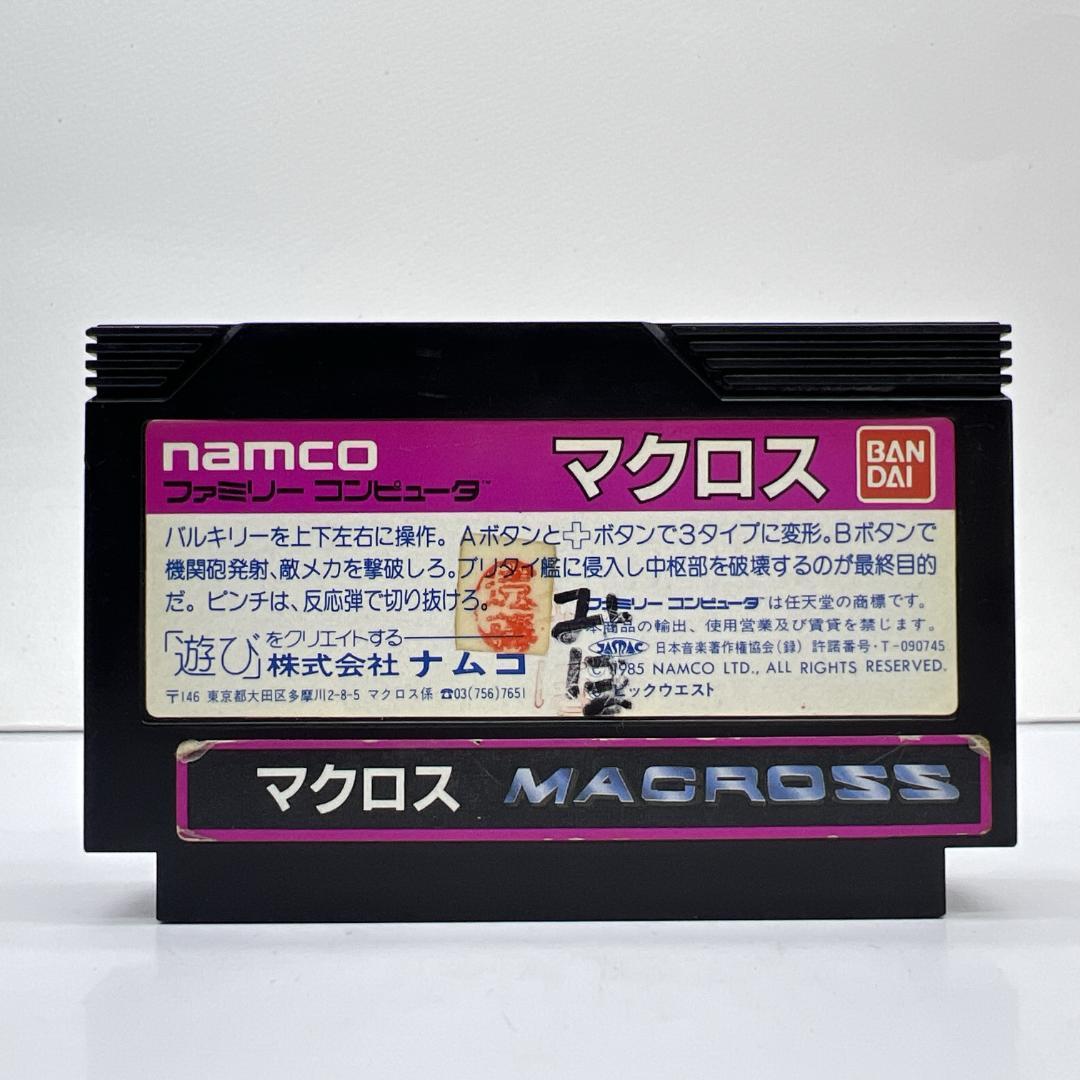 namco
ファミリー コンピュータ™
マクロス
BAN
DAI
バルキリーを上下左右に操作。Aボタンと✚ボタンで3タイプに変形。Bボタンで
機関砲発射、敵メカを撃破しろ。ブリタイ艦に侵入し中枢部を破壊するのが最終目的
だ。ピンチは、反応弾で切り抜けろ。
ファミリー コンピュータは任天堂の商標です。
本商品の輸出、使用営業及び賃貸を禁じます。
「遊び」をクリエイトする
株式会社 ナムコ
JASRAC 日本音楽著作権協会(録) 許諾番号・T-090745
© 1985 NAMCO LTD., ALL RIGHTS RESERVED.
〒146 東京都大田区多摩川2-8-5 マクロス係 ☎03(756)7651
ビックウエスト
マクロス MACROSS